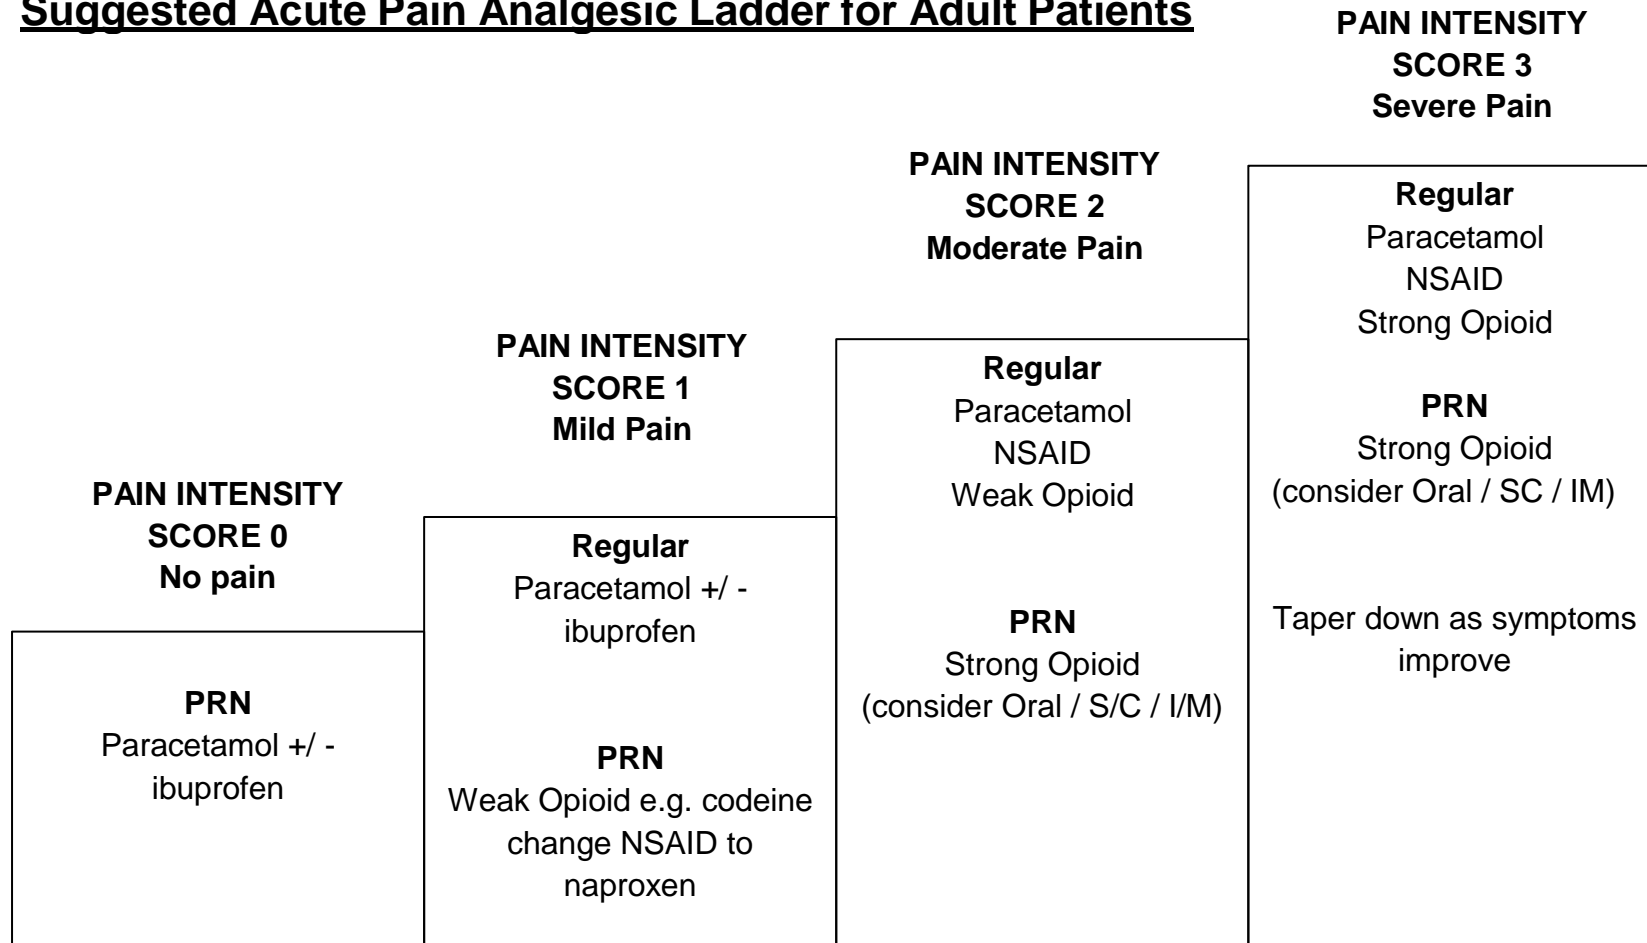 Suggested Acute Pain Analgesic Ladder for Adult Patients
PAIN INTENSITY
SCORE 0
No pain
PRN
Paracetamol +/ -
ibuprofen
PAIN INTENSITY
SCORE 1
Mild Pain
Regular
Paracetamol +/ -
ibuprofen
PRN
Weak Opioid e.g. codeine
change NSAID to
naproxen
PAIN INTENSITY
SCORE 2
Moderate Pain
Regular
Paracetamol
NSAID
Weak Opioid
PRN
Strong Opioid
(consider Oral / S/C / I/M)
PAIN INTENSITY
SCORE 3
Severe Pain
Regular
Paracetamol
NSAID
Strong Opioid
PRN
Strong Opioid
(consider Oral / SC / IM)
Taper down as symptoms
improve